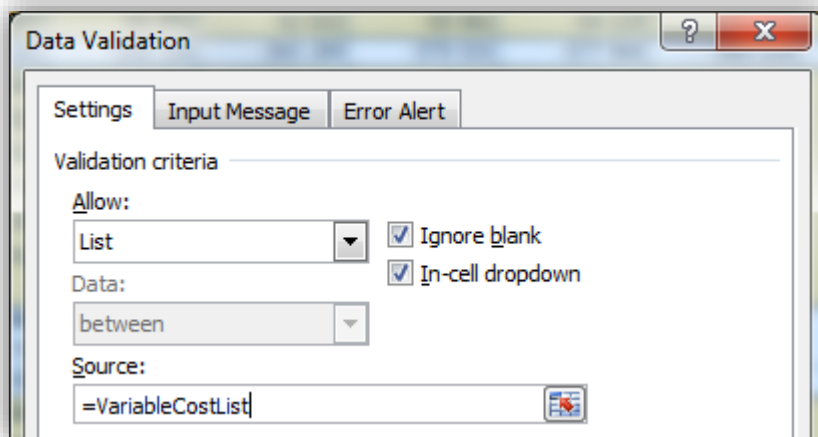 Data Validation
Settings Input Message Error Alert
Validation criteria
Allow:
List
Ignore blank
In-cell dropdown
Data:
between
Source:
=VariableCostList